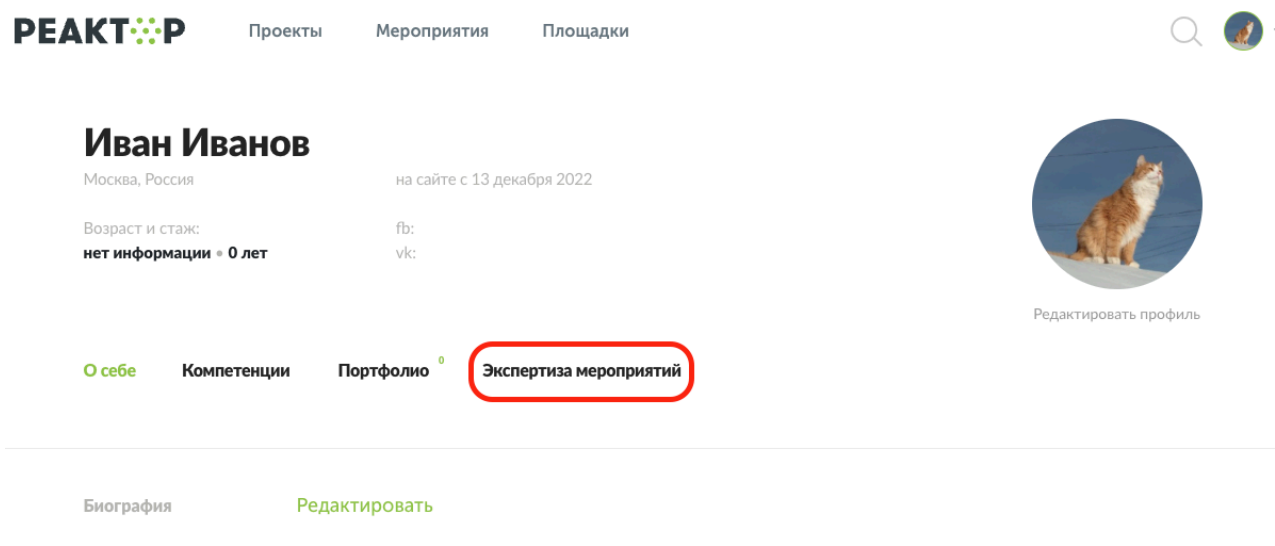 РЕАКТОР Проекты Мероприятия Площадки
Иван Иванов
Москва, Россия на сайте с 13 декабря 2022
Возраст и стаж: fb:
нет информации • 0 лет vk:
Редактировать профиль
О себе Компетенции Портфолио 0 Экспертиза мероприятий
Биография Редактировать